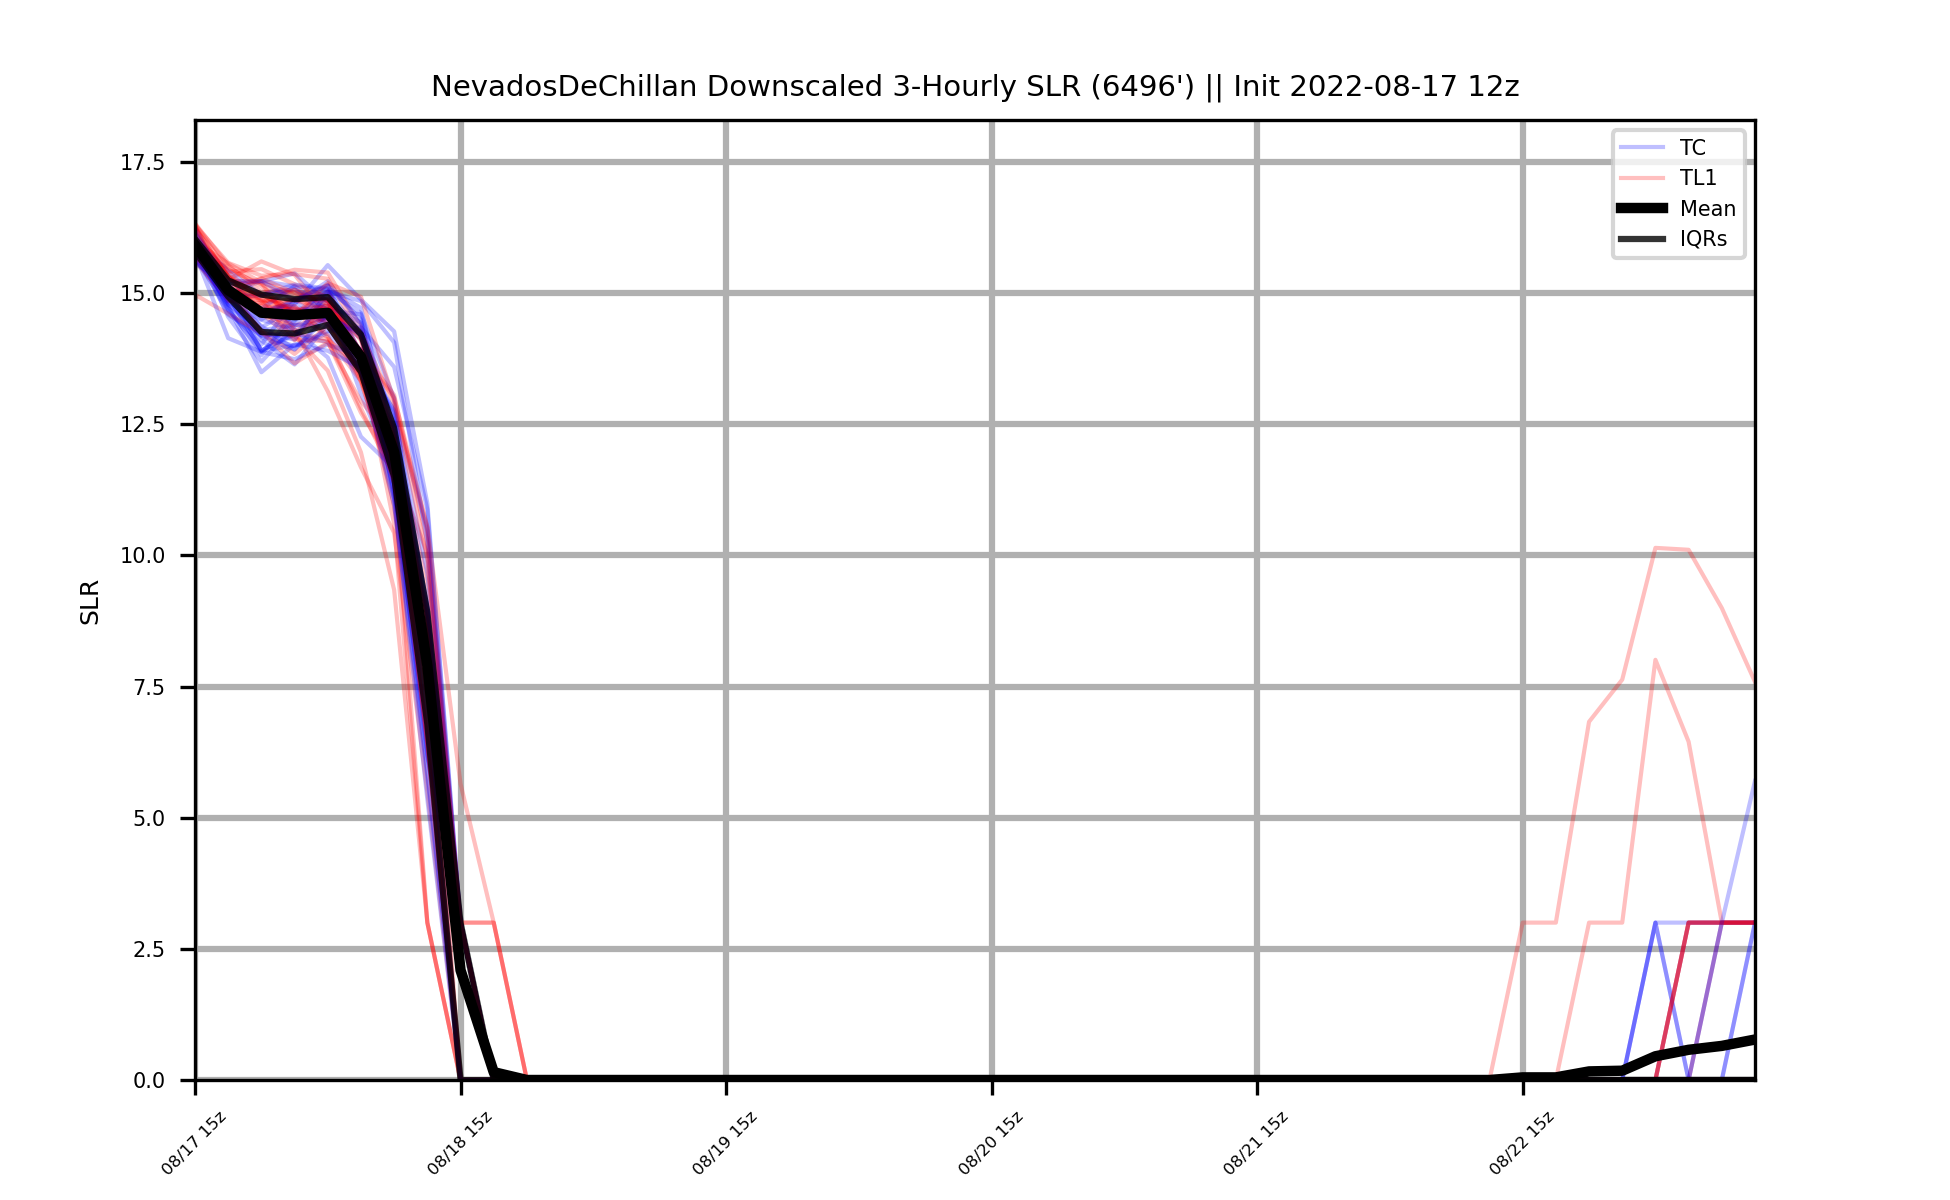 NevadosDeChillan Downscaled 3-Hourly SLR (6496') || Init 2022-08-17 12z
TC
TL1
Mean
IQRs
SLR
17.5
15.0
12.5
10.0
7.5
5.0
2.5
0.0
08/17 15z
08/18 15z
08/19 15z
08/20 15z
08/21 15z
08/22 15z